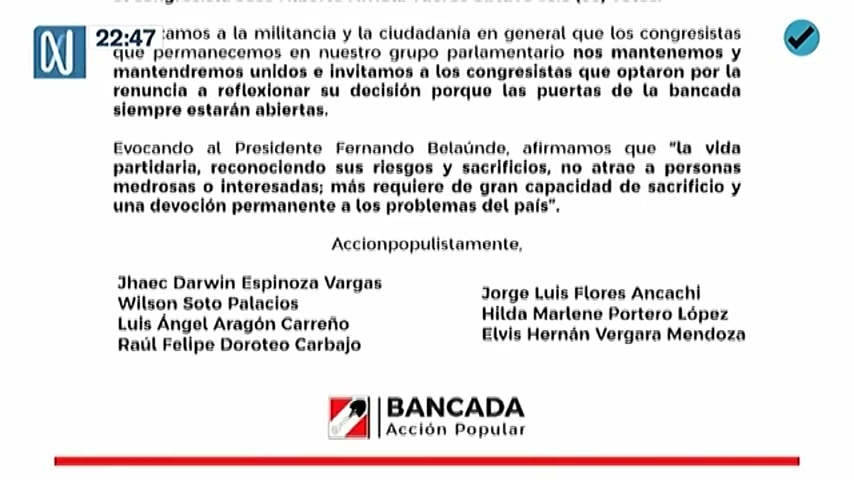 22:47
camos a la militancia y la ciudadanía en general que los congresistas
que permanecemos en nuestro grupo parlamentario nos mantenemos y
mantendremos unidos e invitamos a los congresistas que optaron por la
renuncia a reflexionar su decisión porque las puertas de la bancada
siempre estarán abiertas.
Evocando al Presidente Fernando Belaúnde, afirmamos que "la vida
partidaria, reconociendo sus riesgos y sacrificios, no atrae a personas
medrosas o interesadas; más requiere de gran capacidad de sacrificio y
una devoción permanente a los problemas del país".
Accionpopulistamente,
Jhaec Darwin Espinoza Vargas
Wilson Soto Palacios
Luis Ángel Aragón Carreño
Raúl Felipe Doroteo Carbajo
Jorge Luis Flores Ancachi
Hilda Marlene Portero López
Elvis Hernán Vergara Mendoza
BANCADA
Acción Popular